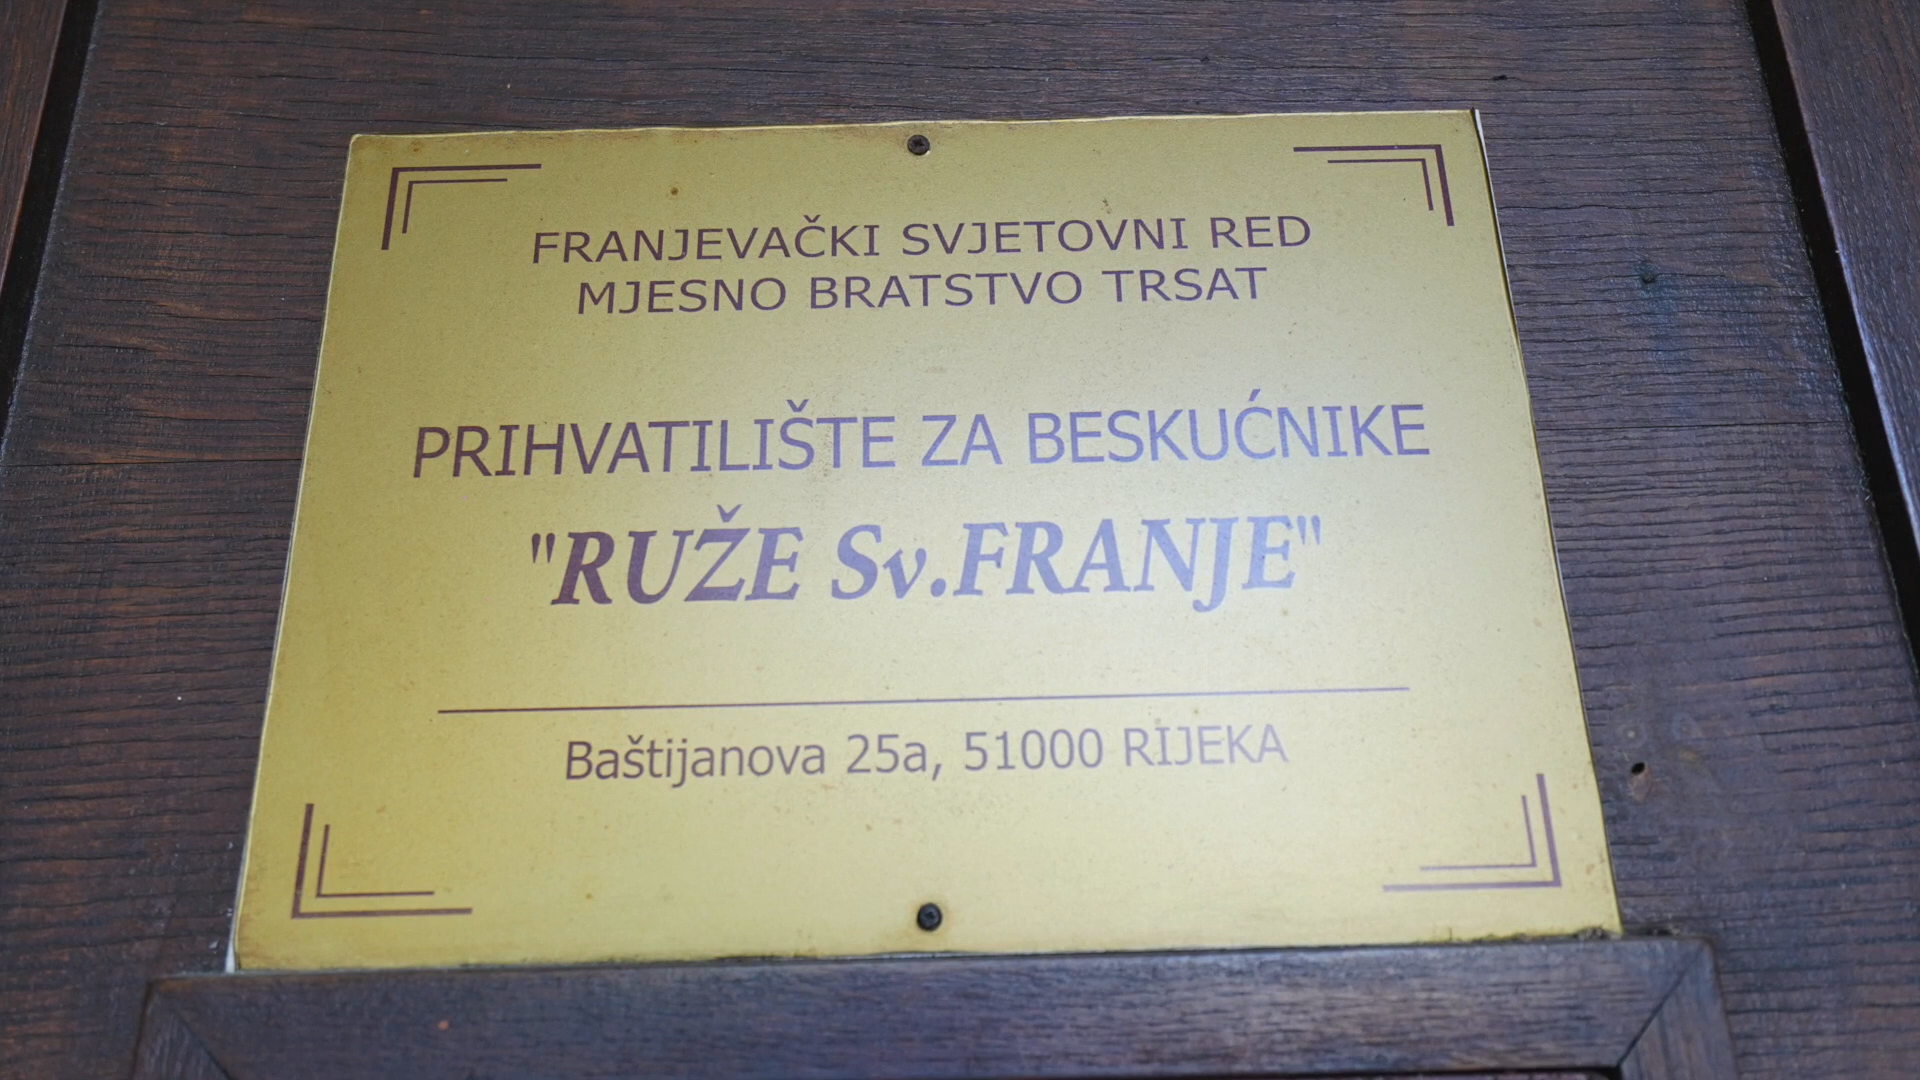 FRANJEVAČKI SVJETOVNI RED
MJESNO BRATSTVO TRSAT
PRIHVATILIŠTE ZA BESKUĆNIKE
"RUŽE Sv.FRANJE"
Baštijanova 25a, 51000 RIJEKA